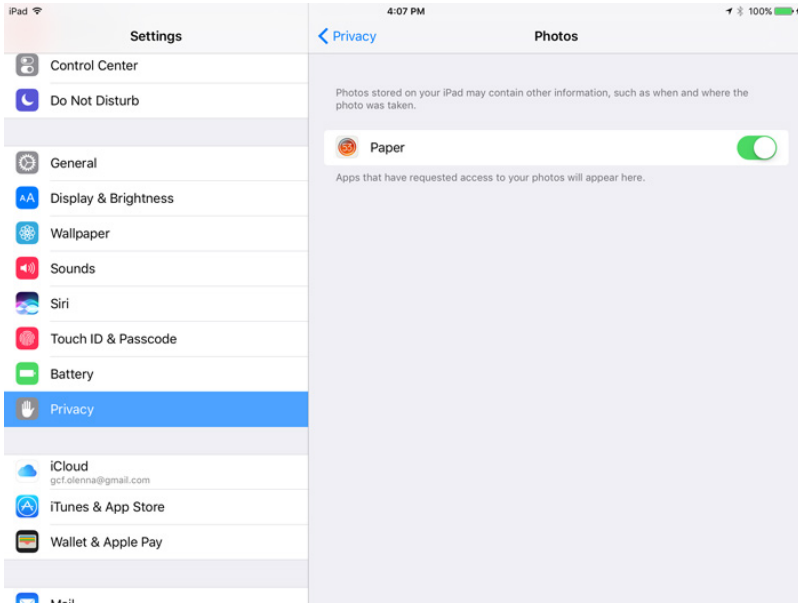 iPad
4:07 PM
100%
Settings
Control Center
Do Not Disturb
General
Display & Brightness
Wallpaper
Sounds
Siri
Touch ID & Passcode
Battery
Privacy
iCloud
gcf.olenna@gmail.com
iTunes & App Store
Wallet & Apple Pay
Mail
Privacy
Photos
Photos stored on your iPad may contain other information, such as when and where the
photo was taken.
Paper
Apps that have requested access to your photos will appear here.